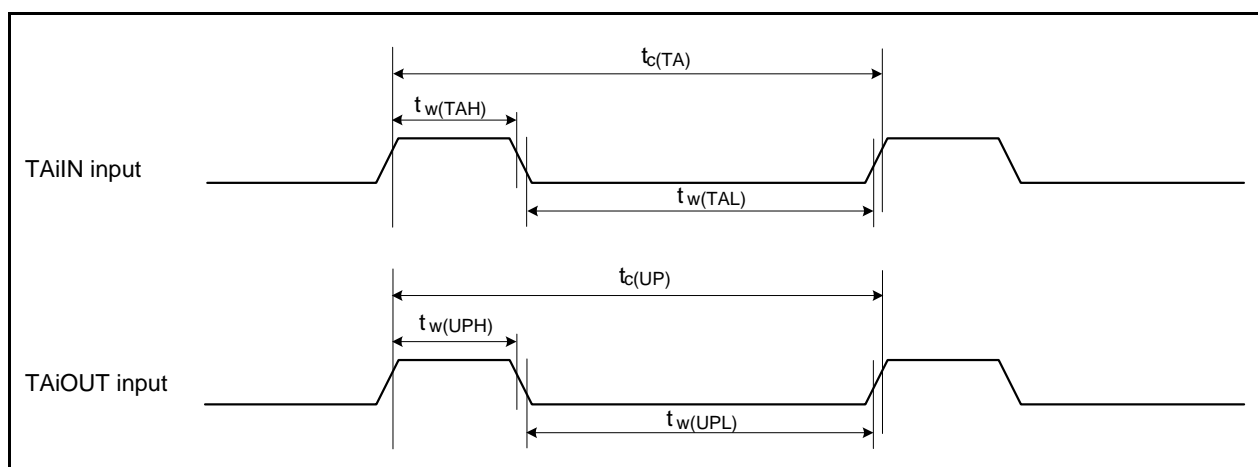 tc(TA)
tw(TAH)
TAiIN input
tw(TAL)
tc(UP)
tw(UPH)
TAiOUT input
tw(UPL)